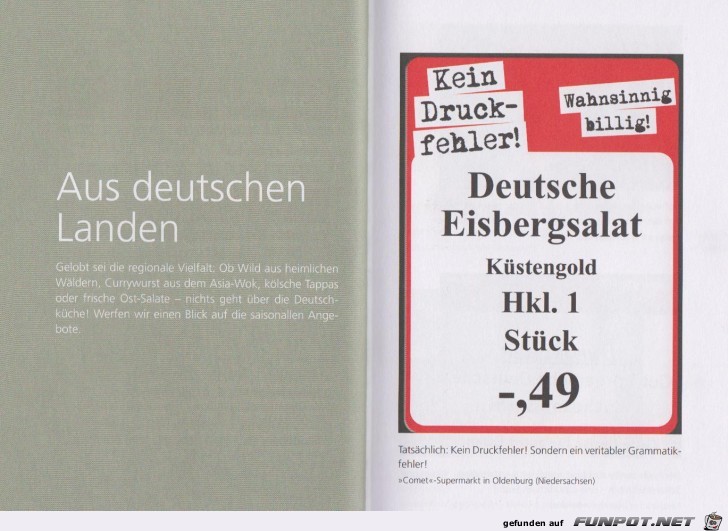 Aus deutschen
Landen
Gelobt sei die regionale Vielfalt: Ob Wild aus heimlichen
Wäldern, Currywurst aus dem Asia-Wok, kölsche Tappas
oder frische Ost-Salate – nichts geht über die Deutsch-
küche! Werfen wir einen Blick auf die saisonallen Ange-
bote.
Kein
Druck-
fehler!
Wahnsinnig
billig!
Deutsche
Eisbergsalat
Küstengold
Hkl. 1
Stück
-,49
Tatsächlich: Kein Druckfehler! Sondern ein veritabler Grammatik-
fehler!
»Comet«-Supermarkt in Oldenburg (Niedersachsen)
gefunden auf FUNPOT.NET